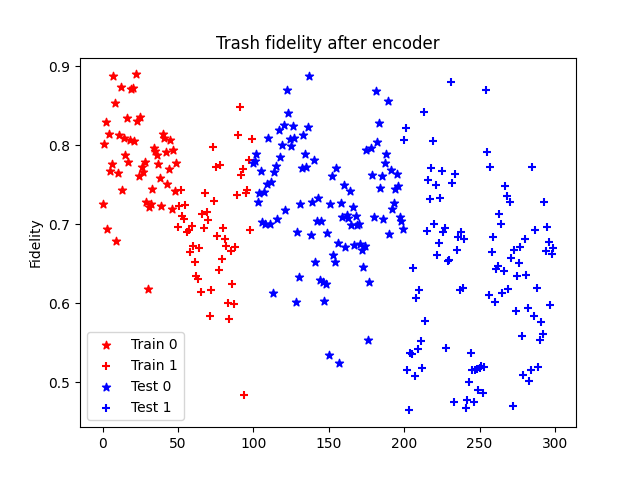 Trash fidelity after encoder
Fidelity
0.9
0.8
0.7
0.6
0.5
Train 0
Train 1
Test 0
Test 1
0 50 100 150 200 250 300